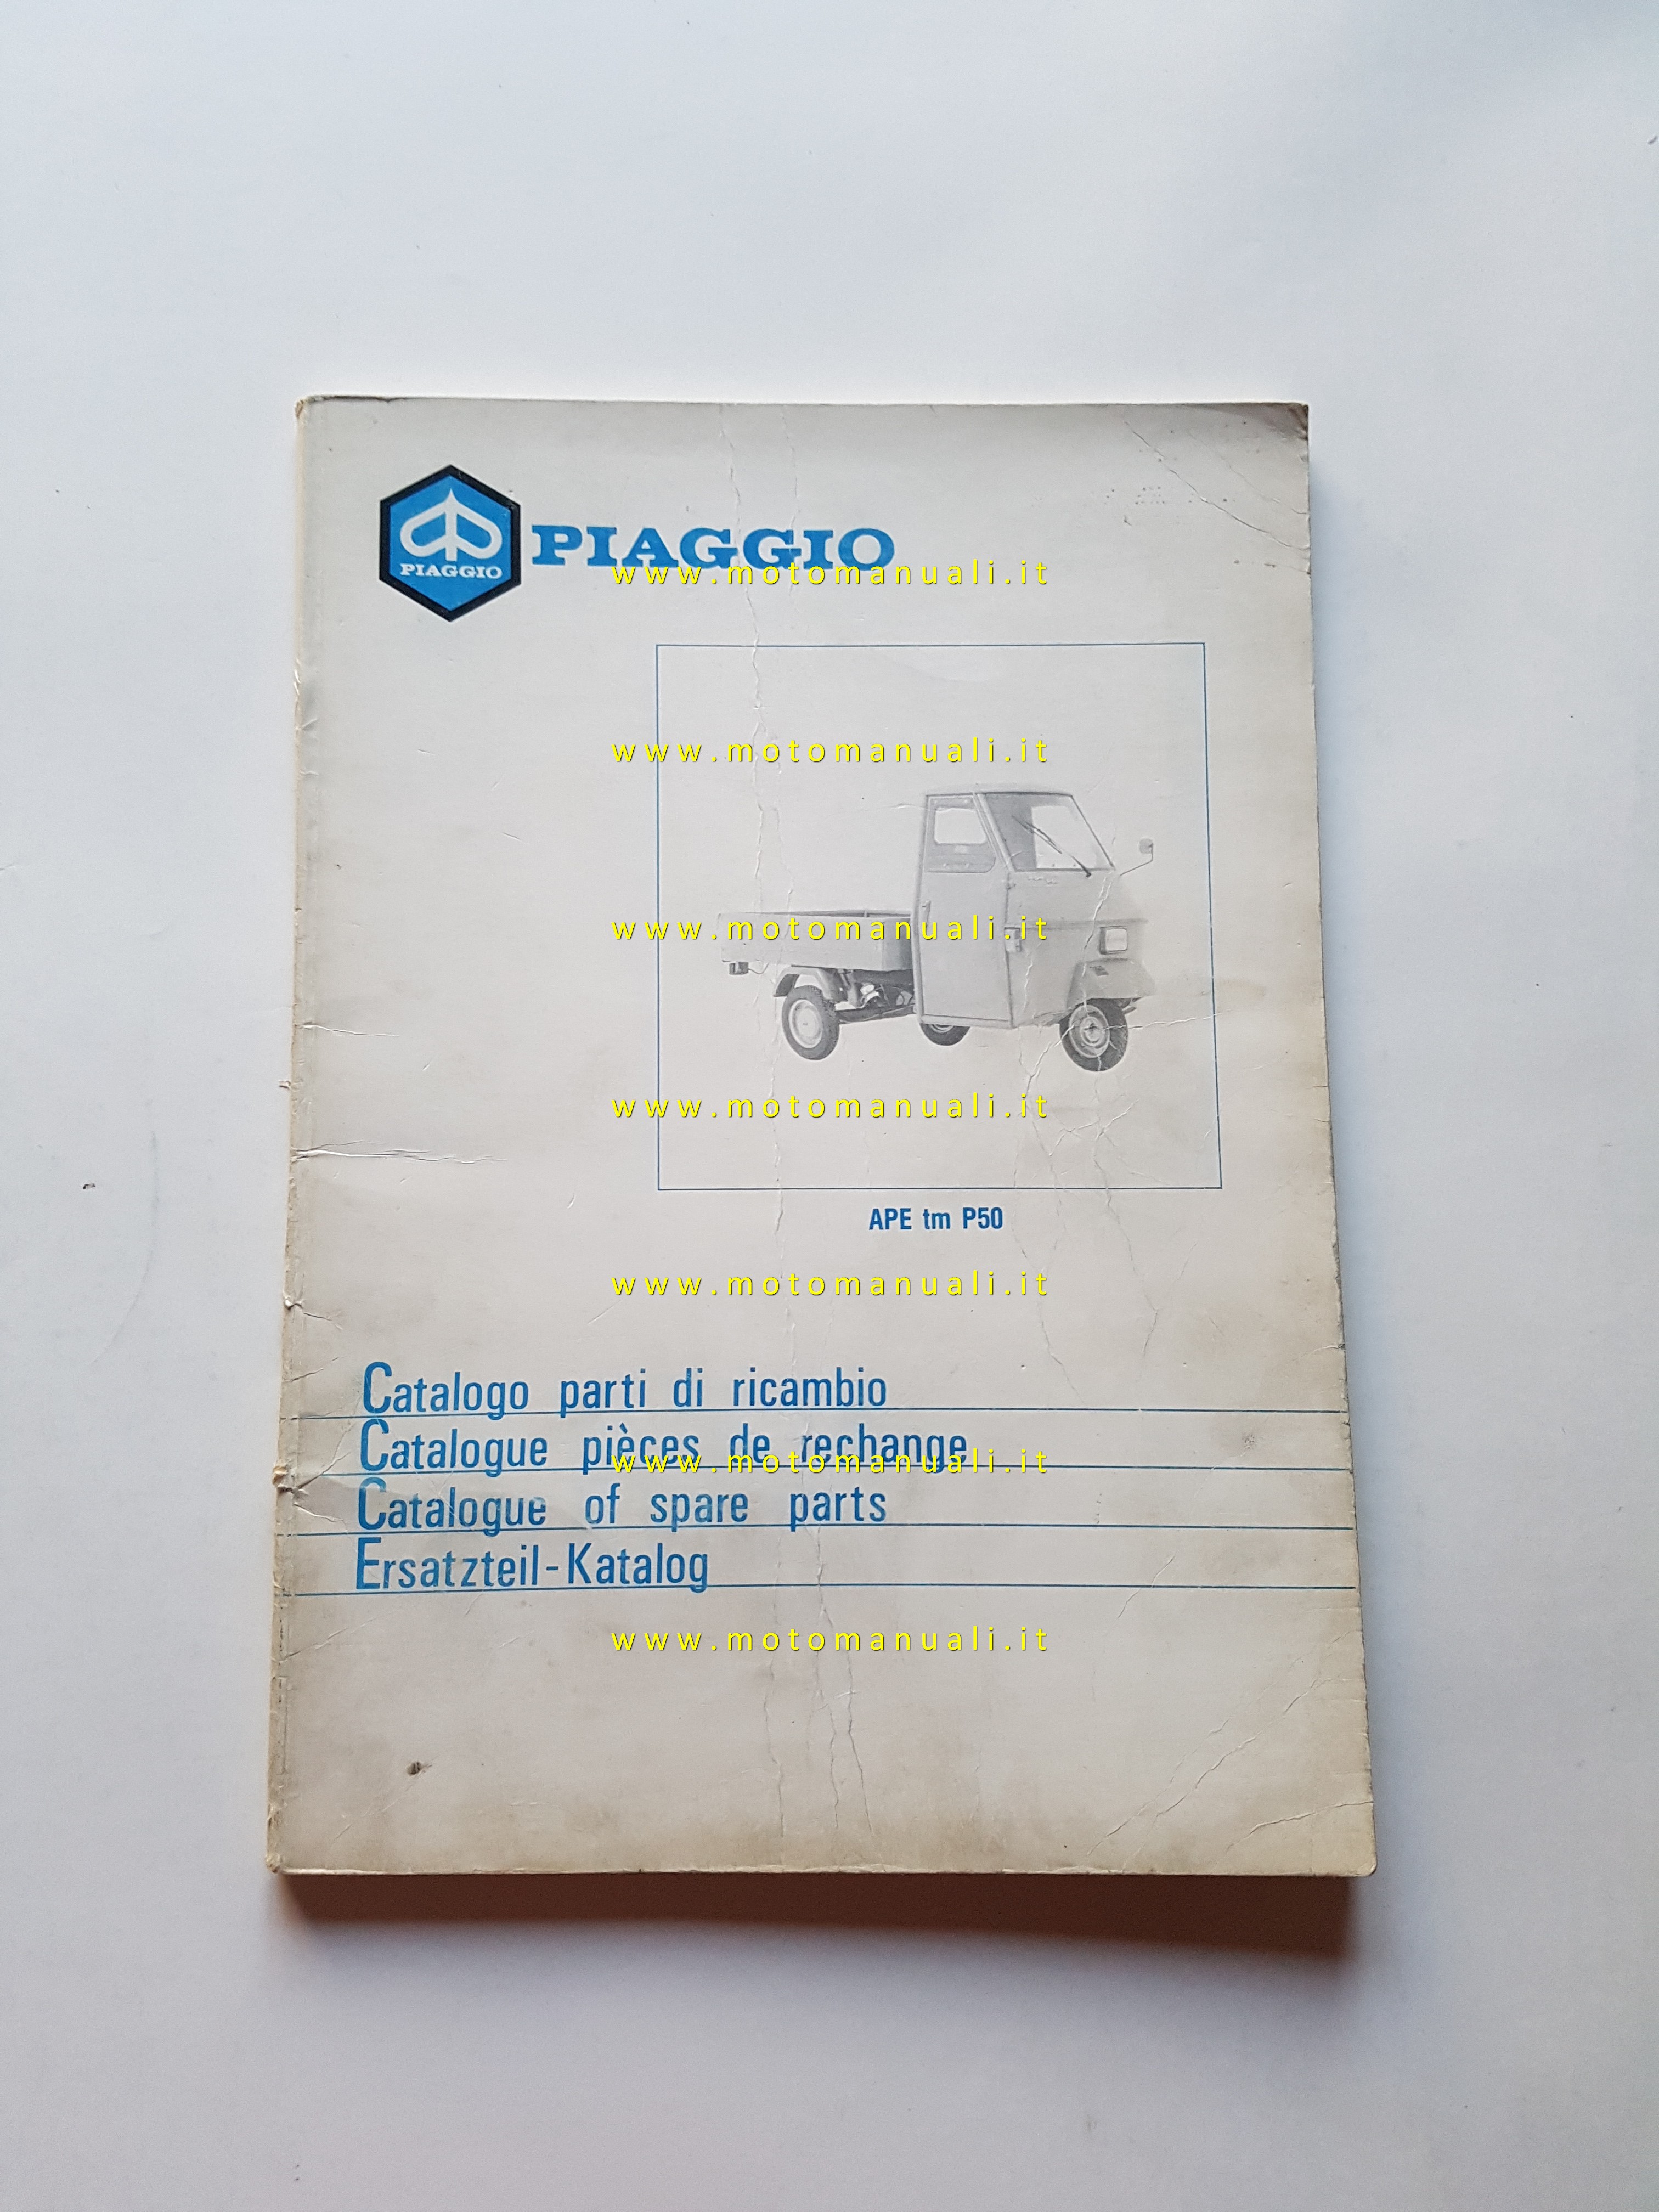 PIAGGIO
PIAGGIO
www.motomanuali.it
www.motomanuali.it
www.motomanuali.it
www.motomanuali.it
APE tm P50
www.motomanuali.it
Catalogo parti di ricambio
Catalogue pièces de rechange
www.motomanuali.it
Catalogue of spare parts
Ersatzteil-Katalog
www.motomanuali.it